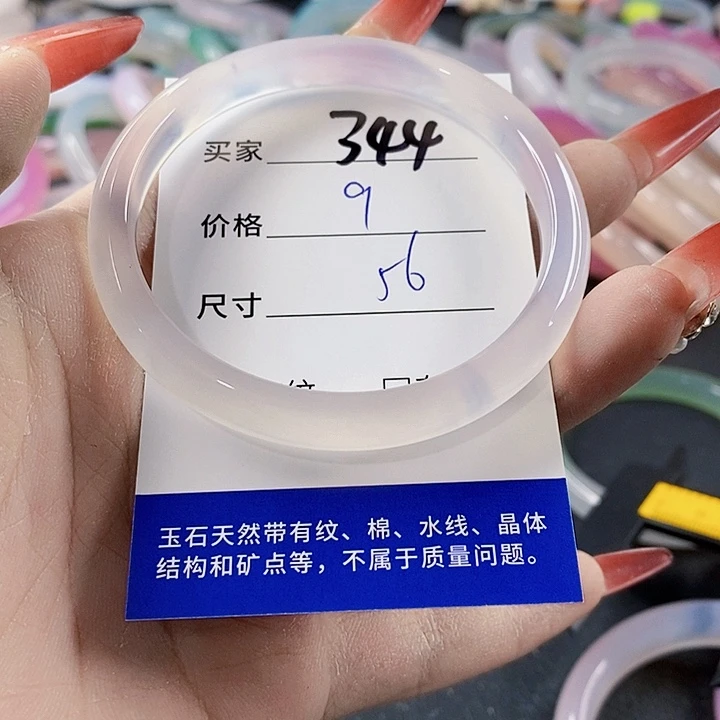 买家 344
价格 9
尺寸 56
纹
玉石天然带有纹、棉、水线、晶体
结构和矿点等，不属于质量问题。